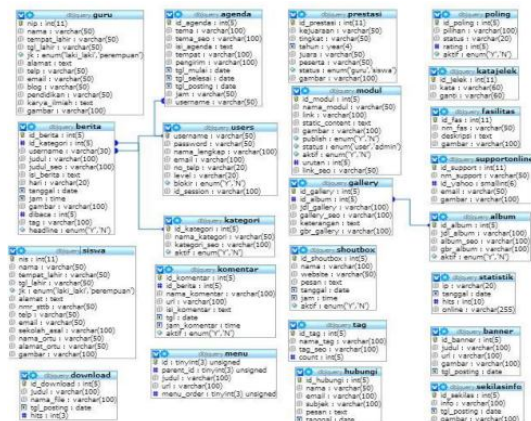 guru
nip : int(11)
nama : varchar(50)
tempat_lahir : varchar(50)
tgl_lahir : varchar(50)
jk : enum('laki_laki','perempuan')
alamat : text
telp : varchar(50)
email : varchar(50)
blog : varchar(50)
pendidikan : varchar(50)
karya_ilmiah : text
gambar : varchar(100)
berita
id_berita : int(5)
id_kategori : int(5)
username : varchar(30)
judul : varchar(100)
judul_seo : varchar(100)
isi_berita : text
hari : varchar(20)
tanggal : date
jam : time
gambar : varchar(100)
dibaca : int(5)
tag : varchar(100)
headline : enum('Y','N')
siswa
nis : int(11)
nama : varchar(50)
tempat_lahir : varchar(50)
tgl_lahir : varchar(50)
jk : enum('laki_laki','perempuan')
alamat : text
nmr_sttb : varchar(50)
telp : varchar(50)
email : varchar(50)
sekolah_asal : varchar(100)
nama_ortu : varchar(50)
alamat_ortu : varchar(50)
gambar : varchar(100)
download
id_download : int(5)
judul : varchar(100)
nama_file : varchar(100)
tgl_posting : date
hits : int(3)
agenda
id_agenda : int(5)
tema : varchar(100)
tema_seo : varchar(100)
isi_agenda : text
tempat : varchar(100)
pengirim : varchar(100)
tgl_mulai : date
tgl_selesai : date
tgl_posting : date
jam : varchar(50)
username : varchar(50)
users
username : varchar(50)
password : varchar(50)
nama_lengkap : varchar(100)
email : varchar(100)
no_telp : varchar(20)
level : varchar(20)
blokir : enum('Y','N')
id_session : varchar(100)
kategori
id_kategori : int(5)
nama_kategori : varchar(50)
kategori_seo : varchar(100)
aktif : enum('Y','N')
komentar
id_komentar : int(5)
id_berita : int(5)
nama_komentar : varchar(100)
url : varchar(100)
isi_komentar : text
tgl : date
jam_komentar : time
aktif : enum('Y','N')
menu
id : tinyint(3) unsigned
parent_id : tinyint(3) unsigned
judul : varchar(100)
url : varchar(100)
menu_order : tinyint(3) unsigned
prestasi
id_prestasi : int(11)
kejuaraan : varchar(50)
tingkat : varchar(50)
tahun : year(4)
juara : varchar(50)
peserta : varchar(50)
status : enum('guru','siswa')
gambar : varchar(100)
modul
id_modul : int(5)
nama_modul : varchar(50)
link : varchar(100)
static_content : text
gambar : varchar(100)
publish : enum('Y','N')
status : enum('user','admin')
aktif : enum('Y','N')
urutan : int(5)
link_seo : varchar(50)
gallery
id_gallery : int(5)
id_album : int(5)
jdl_gallery : varchar(100)
gallery_seo : varchar(100)
keterangan : text
gbr_gallery : varchar(100)
shoutbox
id_shoutbox : int(5)
nama : varchar(100)
website : varchar(50)
pesan : text
tanggal : date
jam : time
aktif : enum('Y','N')
tag
id_tag : int(5)
nama_tag : varchar(100)
tag_seo : varchar(100)
count : int(5)
hubungi
id_hubungi : int(5)
nama : varchar(50)
email : varchar(100)
subjek : varchar(100)
pesan : text
tanggal : date
poling
id_poling : int(5)
pilihan : varchar(100)
status : varchar(20)
rating : int(5)
aktif : enum('Y','N')
katajelek
id_jelek : int(11)
kata : varchar(60)
ganti : varchar(60)
fasilitas
id_fas : int(11)
nm_fas : varchar(50)
deskripsi : text
gambar : varchar(100)
supportonline
id_support : int(11)
nm_support : varchar(50)
id_yahoo : smallint(6)
email : varchar(50)
album
id_album : int(5)
jdl_album : varchar(100)
album_seo : varchar(100)
gbr_album : varchar(100)
aktif : enum('Y','N')
statistik
ip : varchar(20)
tanggal : date
hits : int(10)
online : varchar(255)
banner
id_banner : int(5)
judul : varchar(100)
url : varchar(100)
gambar : varchar(100)
tgl_posting : date
sekilasinfo
id_sekilas : int(5)
info : varchar(100)
tgl_posting : date
gambar : varchar(100)